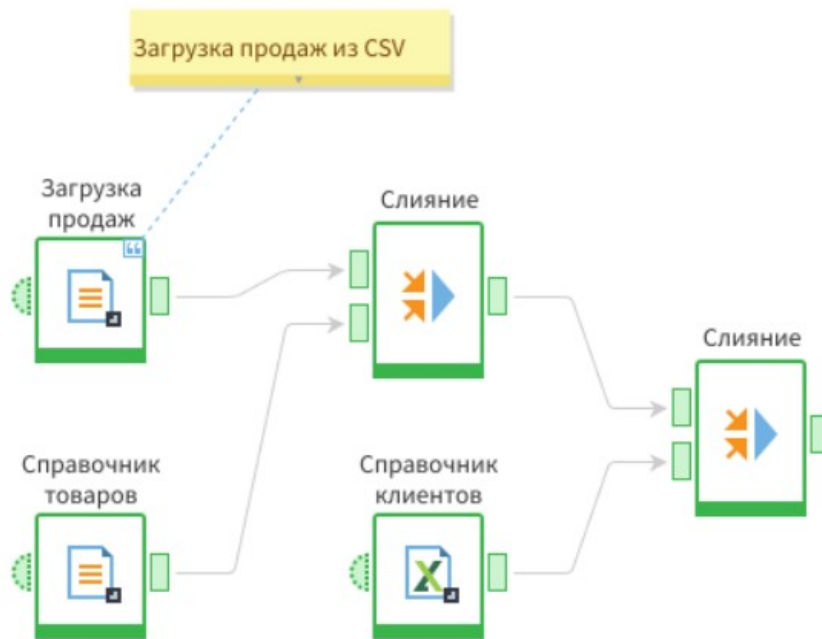 Загрузка продаж из CSV
Загрузка
продаж
Слияние
Слияние
Справочник
товаров
Справочник
клиентов